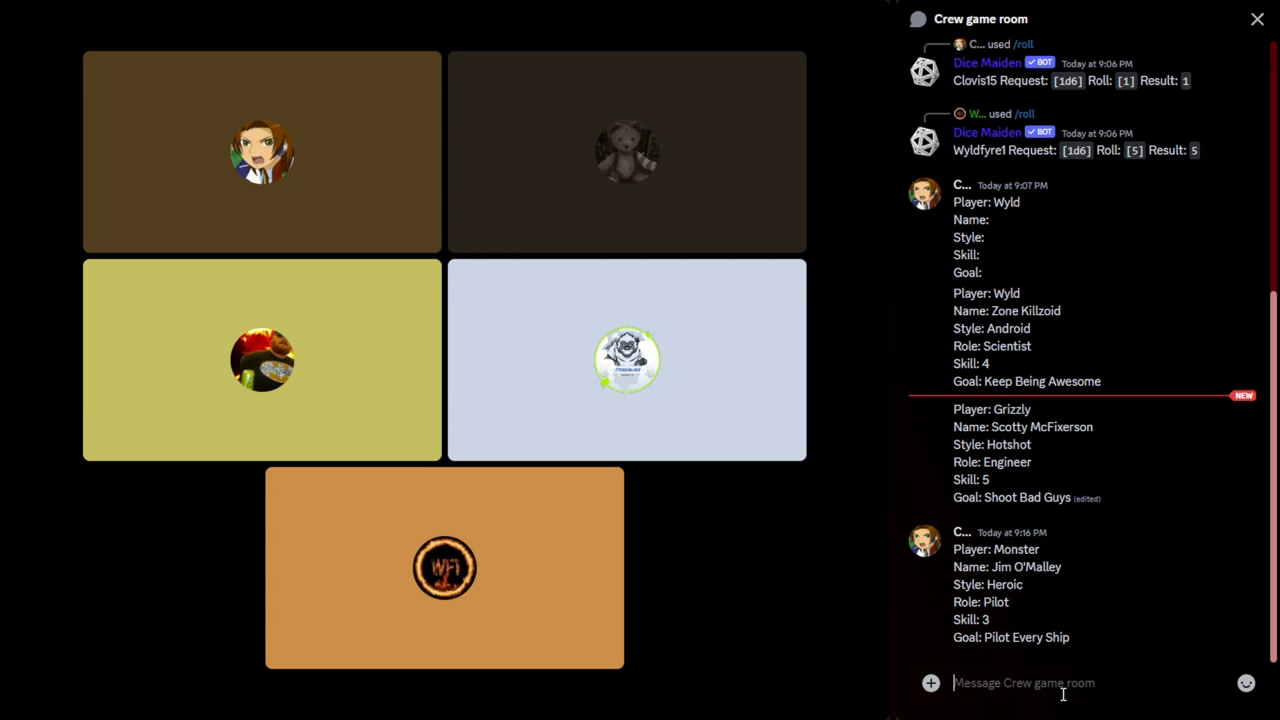 Crew game room
C... used /roll
Dice Maiden ✓ BOT Today at 9:06 PM
Clovis15 Request: [1d6] Roll: [1] Result: 1
W... used /roll
Dice Maiden ✓ BOT Today at 9:06 PM
Wyldfyre1 Request: [1d6] Roll: [5] Result: 5
C... Today at 9:07 PM
Player: Wyld
Name:
Style:
Skill:
Goal:
Player: Wyld
Name: Zone Killzoid
Style: Android
Role: Scientist
Skill: 4
Goal: Keep Being Awesome
NEW
Player: Grizzly
Name: Scotty McFixerson
Style: Hotshot
Role: Engineer
Skill: 5
Goal: Shoot Bad Guys (edited)
C... Today at 9:16 PM
Player: Monster
Name: Jim O'Malley
Style: Heroic
Role: Pilot
Skill: 3
Goal: Pilot Every Ship
Message Crew game room
WF1